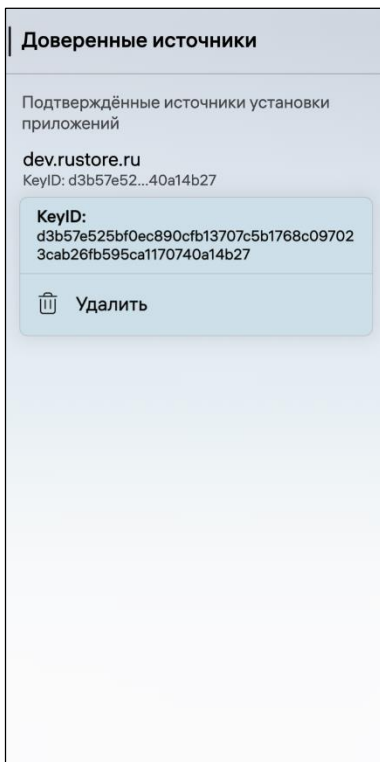 Доверенные источники
Подтверждённые источники установки
приложений
dev.rustore.ru
KeyID: d3b57e52...40a14b27
KeyID:
d3b57e525bf0ec890cfb13707c5b1768c09702
3cab26fb595ca1170740a14b27
Удалить